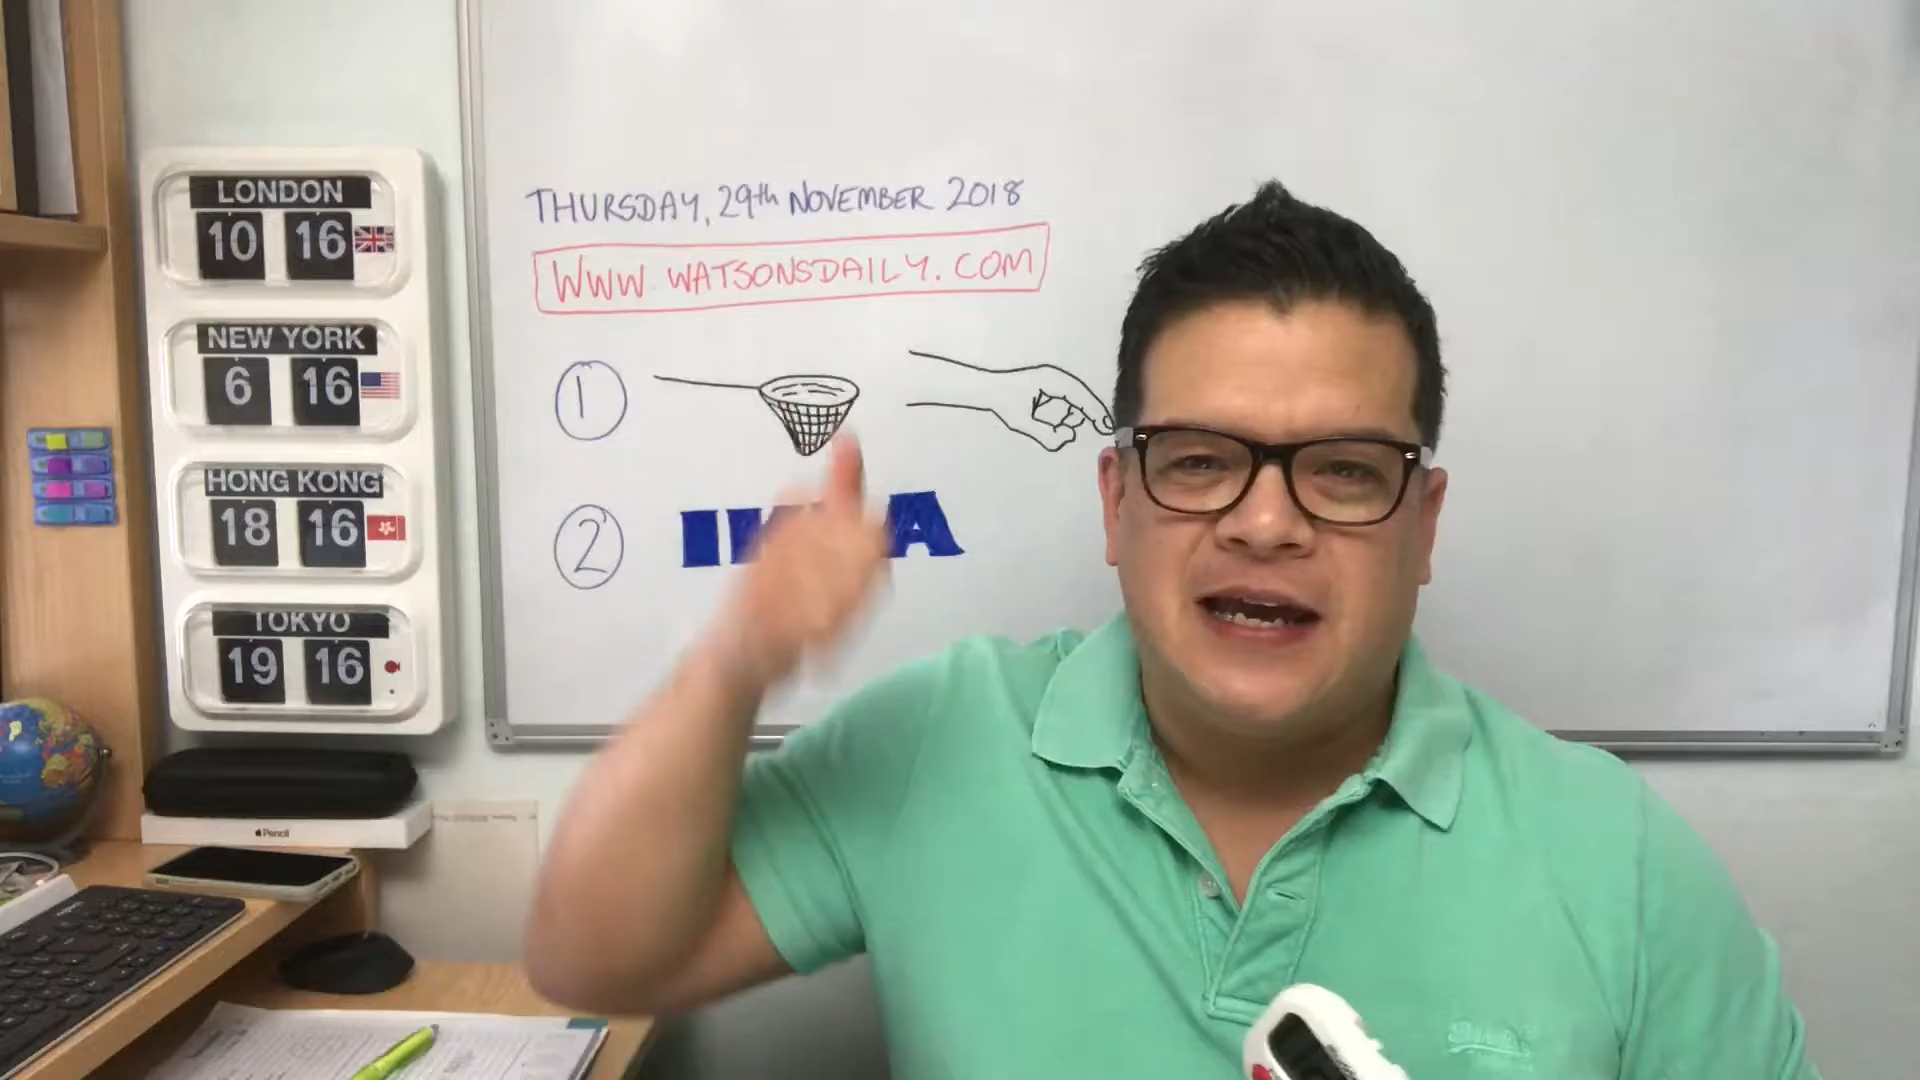 LONDON
10 16
NEW YORK
6 16
HONG KONG
18 16
TOKYO
19 16
THURSDAY, 29th NOVEMBER 2018
WWW.WATSONSDAILY.COM
1
2
Pencil